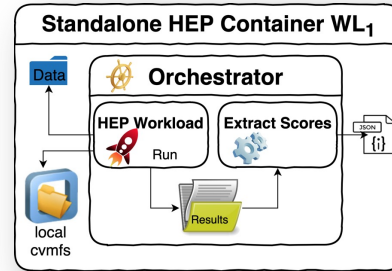 Standalone HEP Container WL1
Data
Orchestrator
HEP Workload
Run
Extract Scores
JSON
{i}
Results
local
cvmfs